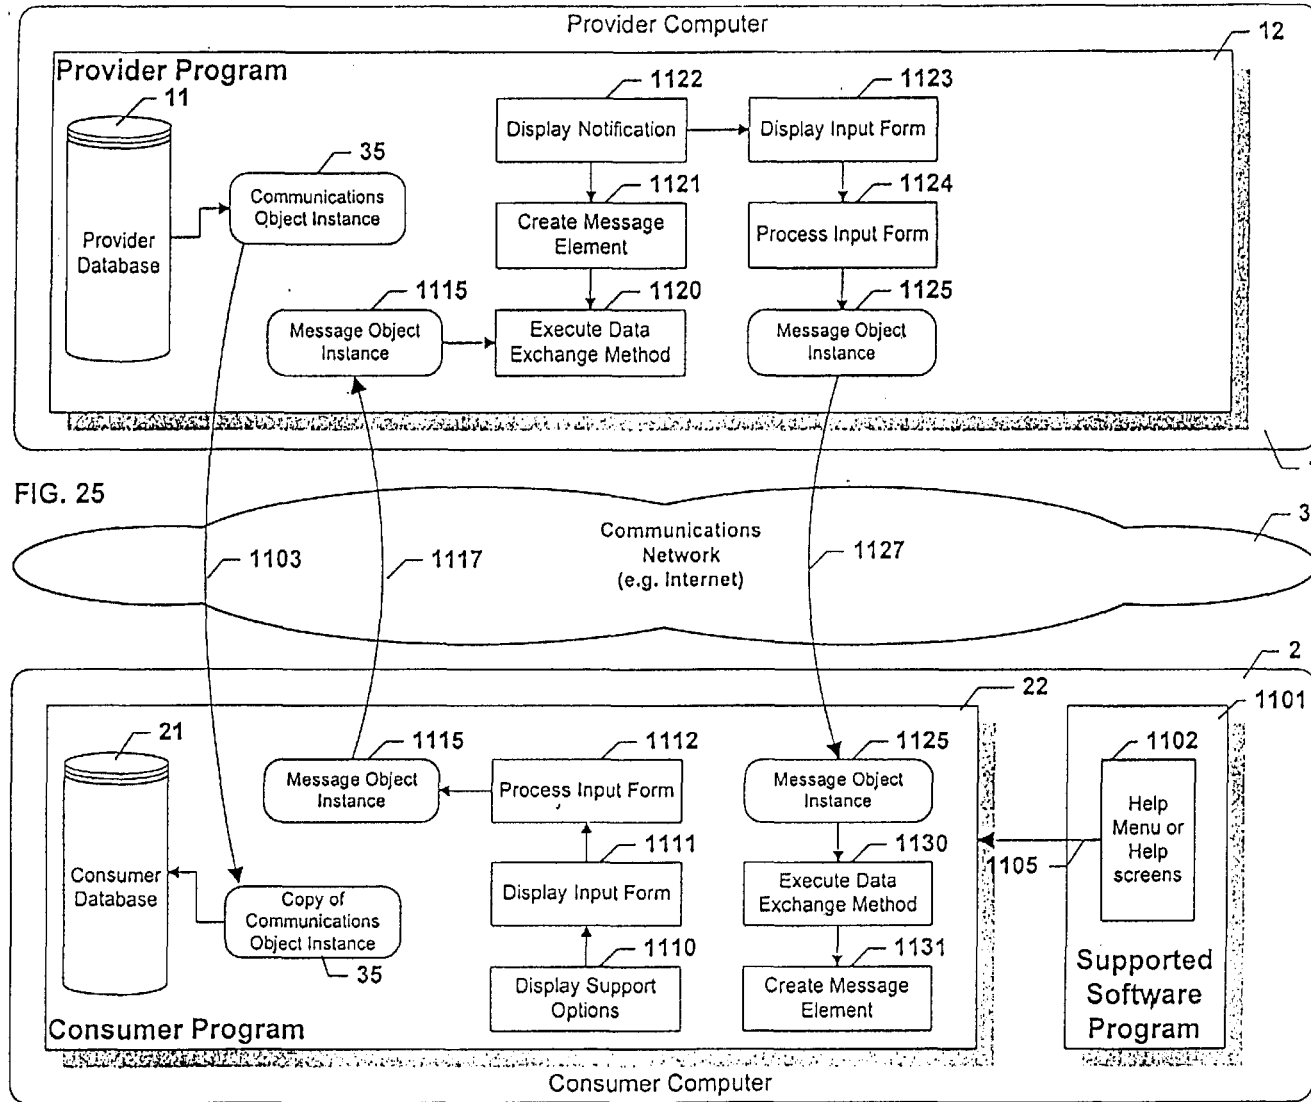 Provider Computer
12
Provider Program
11
35
1122
1123
Display Notification
Display Input Form
Communications
Object Instance
1121
1124
Provider
Database
Create Message
Element
Process Input Form
1115
1120
1125
Message Object
Instance
Execute Data
Exchange Method
Message Object
Instance
FIG. 25
Communications
Network
(e.g. Internet)
3
1103
1117
1127
2
22
1101
21
1115
1112
1125
1102
Message Object
Instance
Process Input Form
Message Object
Instance
Help
Menu or
Help
screens
1111
1130
1105
Consumer
Database
Display Input Form
Execute Data
Exchange Method
Copy of
Communications
Object Instance
35
1110
1131
Display Support
Options
Create Message
Element
Supported
Software
Program
Consumer Program
Consumer Computer